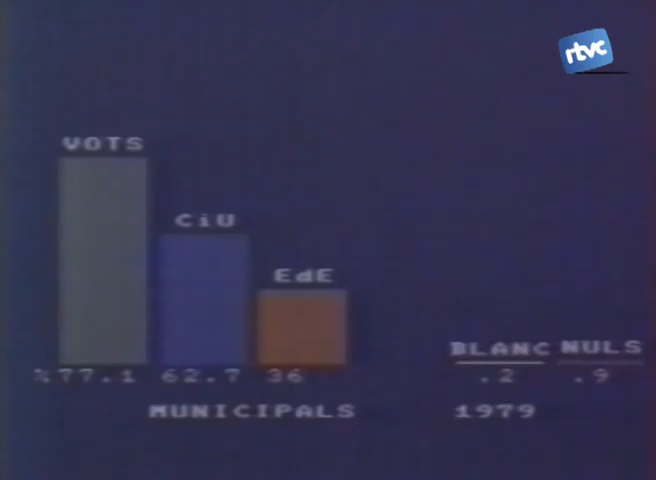 rtvc
VOTS
CiU
EdE
BLANC NULS
%77.1 62.7 36 .2 .9
MUNICIPALS 1979